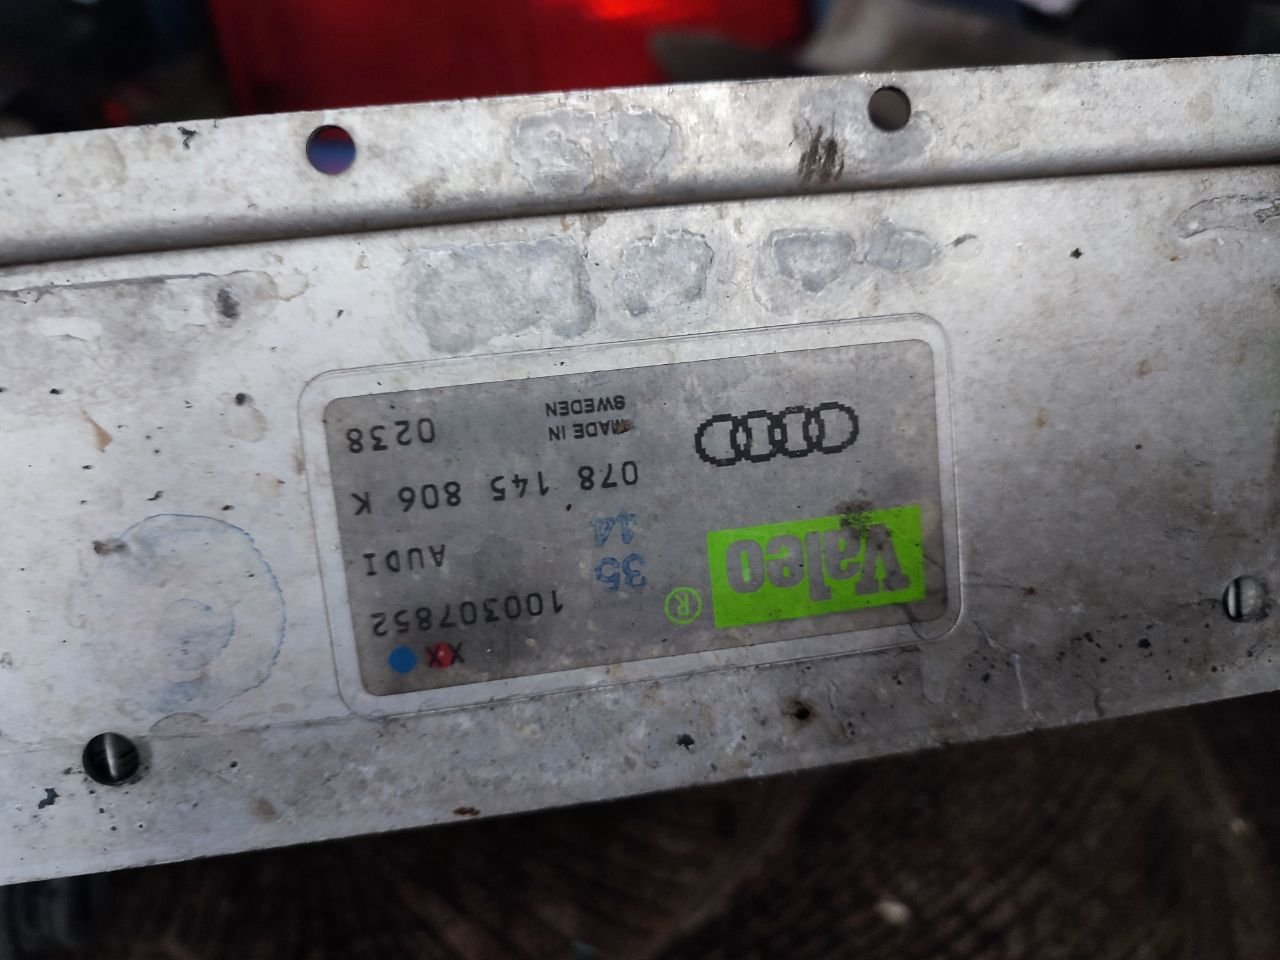 XX
Valeo ® 100307852
35 AUDI
14
078 145 806 K
MADE IN
SWEDEN 0238